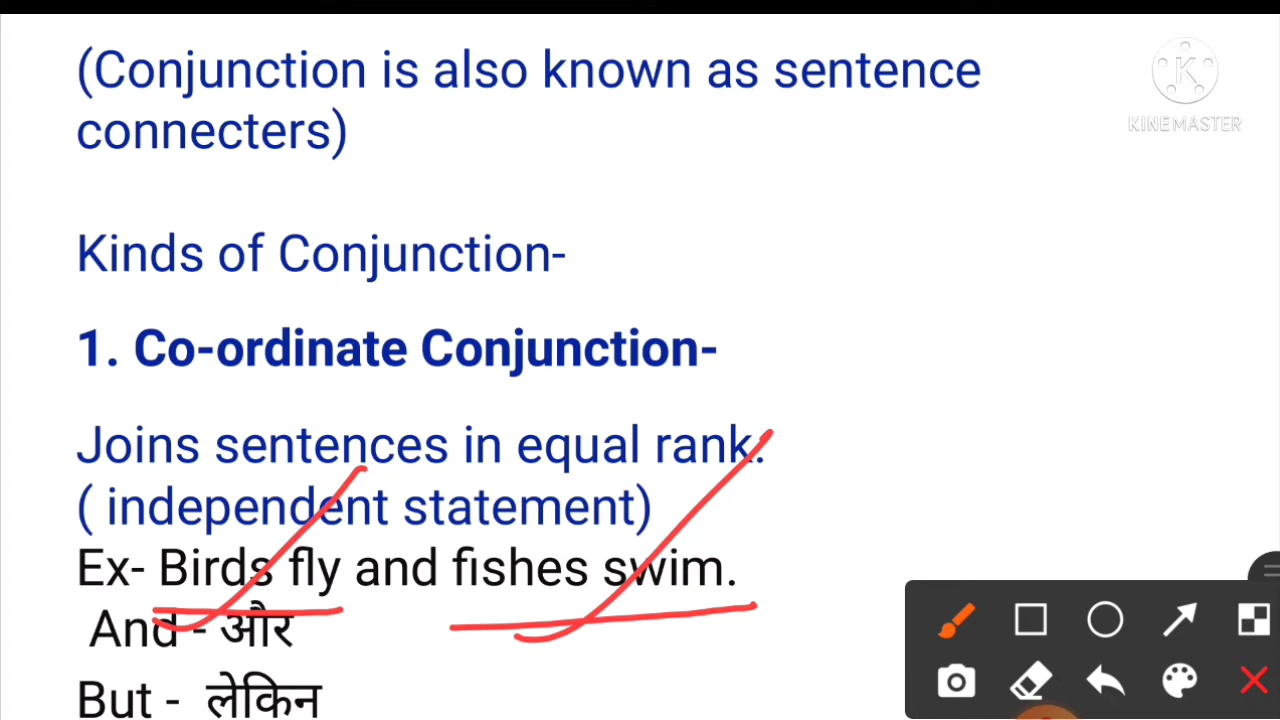 (Conjunction is also known as sentence
connecters)
KINEMASTER
Kinds of Conjunction-
1. Co-ordinate Conjunction-
Joins sentences in equal rank.
( independent statement)
Ex- Birds fly and fishes swim.
And - और
But - लेकिन